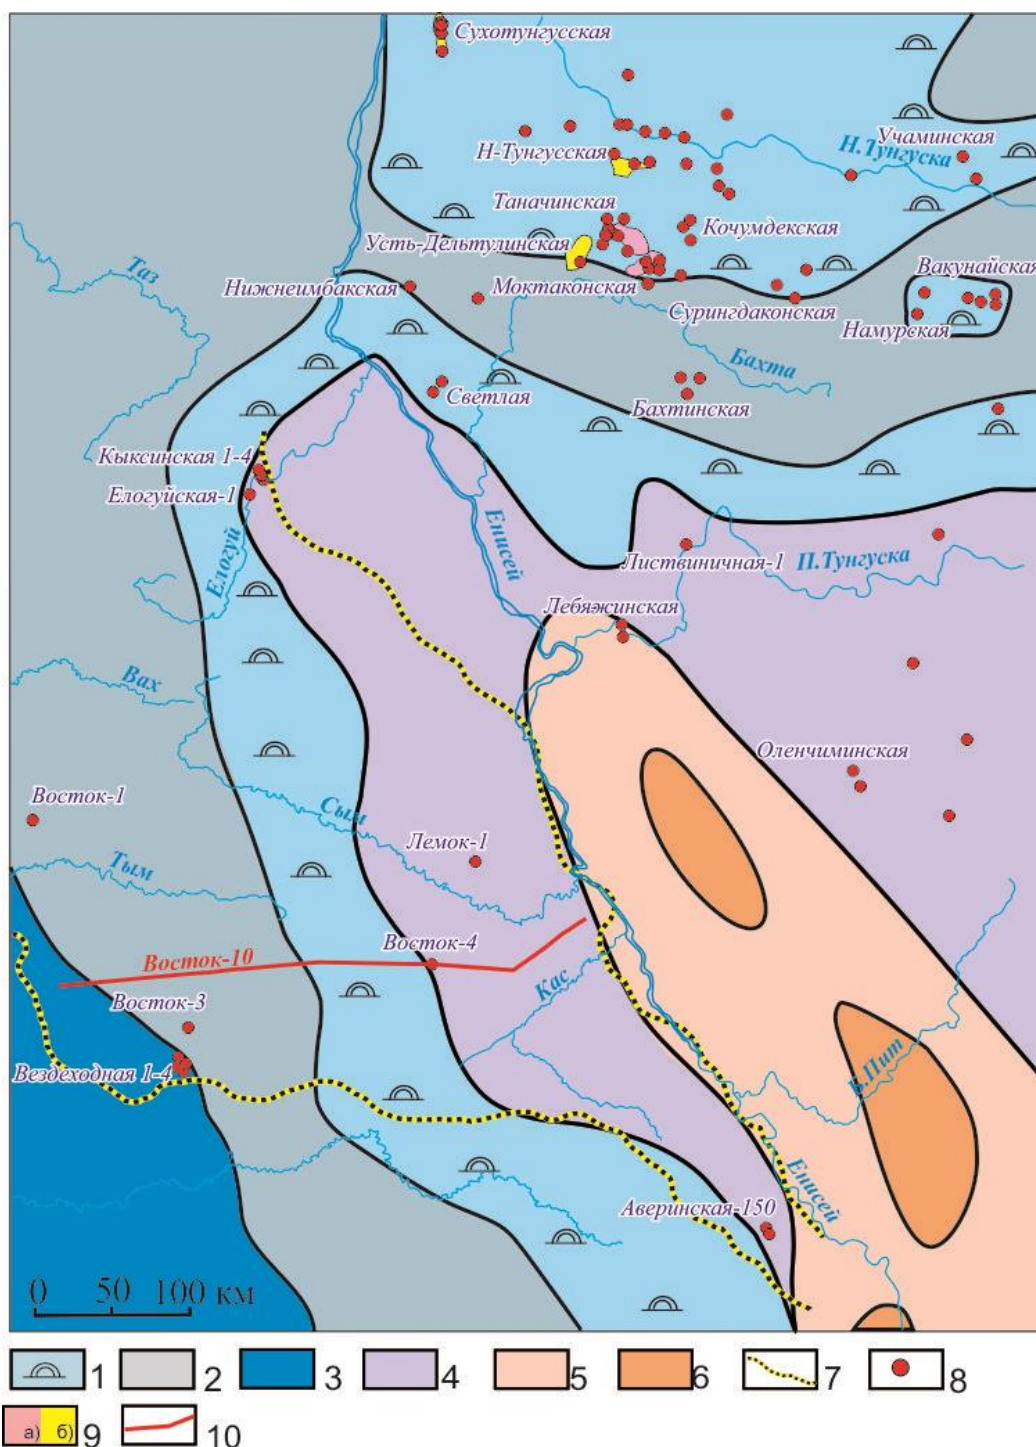 Сухотунгусская
Учаминская
Н.Тунгуска
Н-Тунгусская
Таначинская
Кочумдекская
Усть-Дельтулинская
Вакунайская
Таз
Нижнеимбакская
Моктаконская
Сурингдаконская
Намурская
Бахта
Светлая
Бахтинская
Кыксинская 1-4
Елогуйская-1
Енисей
Елогуй
Листвиничная-1
П.Тунгуска
Лебяжинская
Вах
Оленчиминская
Восток-1
Сым
Лемок-1
Тым
Восток-10
Восток-4
Кас
Восток-3
Вездеходная 1-4
Б.Пит
Енисей
Аверинская-150
0 50 100 км
1 2 3 4 5 6 7 8
а) б) 9 10